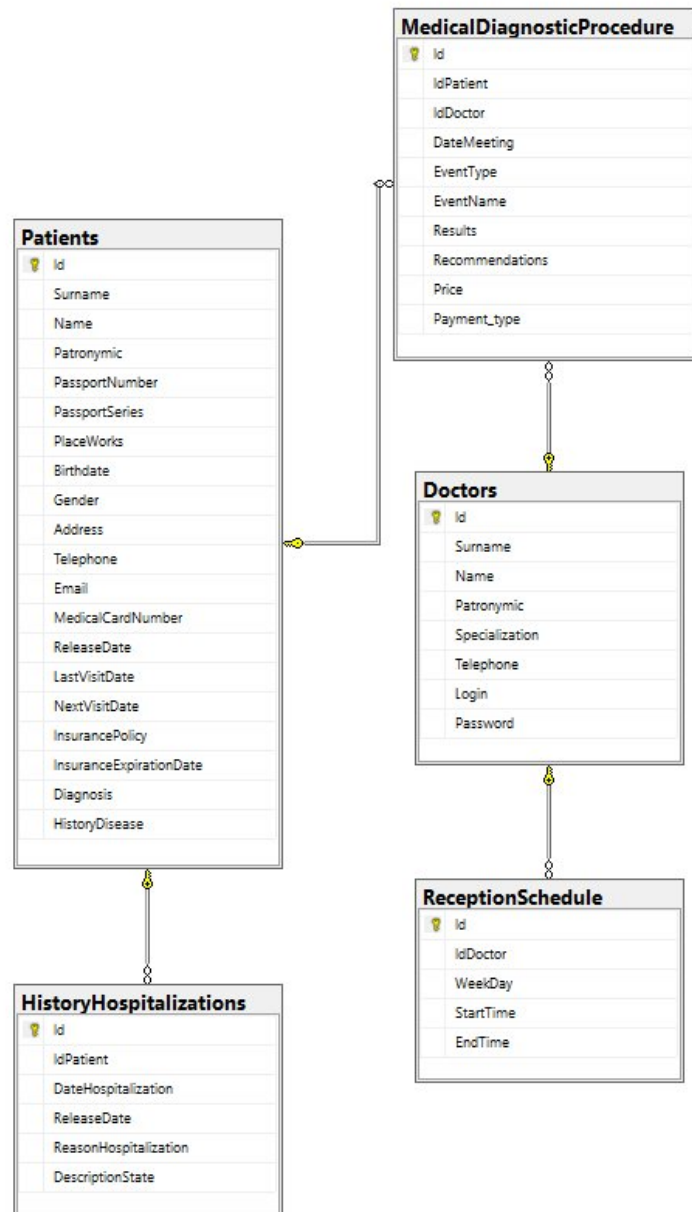 MedicalDiagnosticProcedure
Id
IdPatient
IdDoctor
DateMeeting
EventType
EventName
Results
Recommendations
Price
Payment_type
Patients
Id
Surname
Name
Patronymic
PassportNumber
PassportSeries
PlaceWorks
Birthdate
Gender
Address
Telephone
Email
MedicalCardNumber
ReleaseDate
LastVisitDate
NextVisitDate
InsurancePolicy
InsuranceExpirationDate
Diagnosis
HistoryDisease
Doctors
Id
Surname
Name
Patronymic
Specialization
Telephone
Login
Password
ReceptionSchedule
Id
IdDoctor
WeekDay
StartTime
EndTime
HistoryHospitalizations
Id
IdPatient
DateHospitalization
ReleaseDate
ReasonHospitalization
DescriptionState